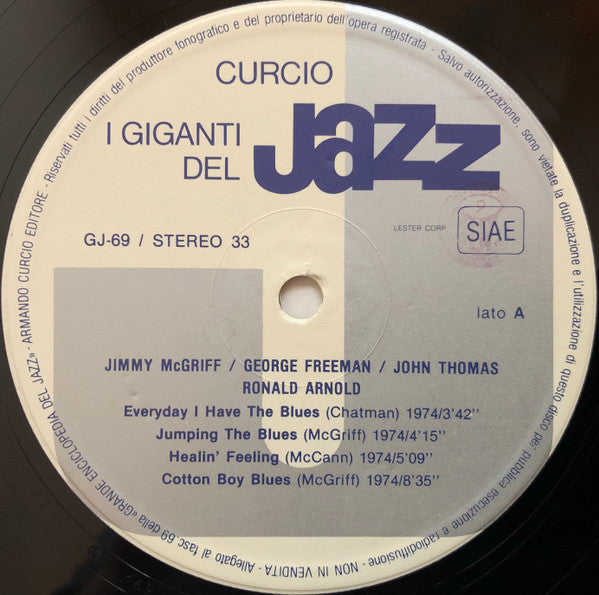 CURCIO
I GIGANTI
DEL
Jazz
GJ-69 / STEREO 33
LESTER CORP
SIAE
lato A
JIMMY McGRIFF / GEORGE FREEMAN / JOHN THOMAS
RONALD ARNOLD
Everyday I Have The Blues (Chatman) 1974/3'42''
Jumping The Blues (McGriff) 1974/4'15''
Healin' Feeling (McCann) 1974/5'09''
Cotton Boy Blues (McGriff) 1974/8'35''
NON IN VENDITA - Allegato al fasc. 69 della «GRANDE ENCICLOPEDIA DEL JAZZ» - ARMANDO CURCIO EDITORE - Riservati tutti i diritti del produttore fonografico e del proprietario dell'opera registrata - Salvo autorizzazione, sono vietate la duplicazione e l'utilizzazione di questo disco per pubblica esecuzione e radiodiffusione -